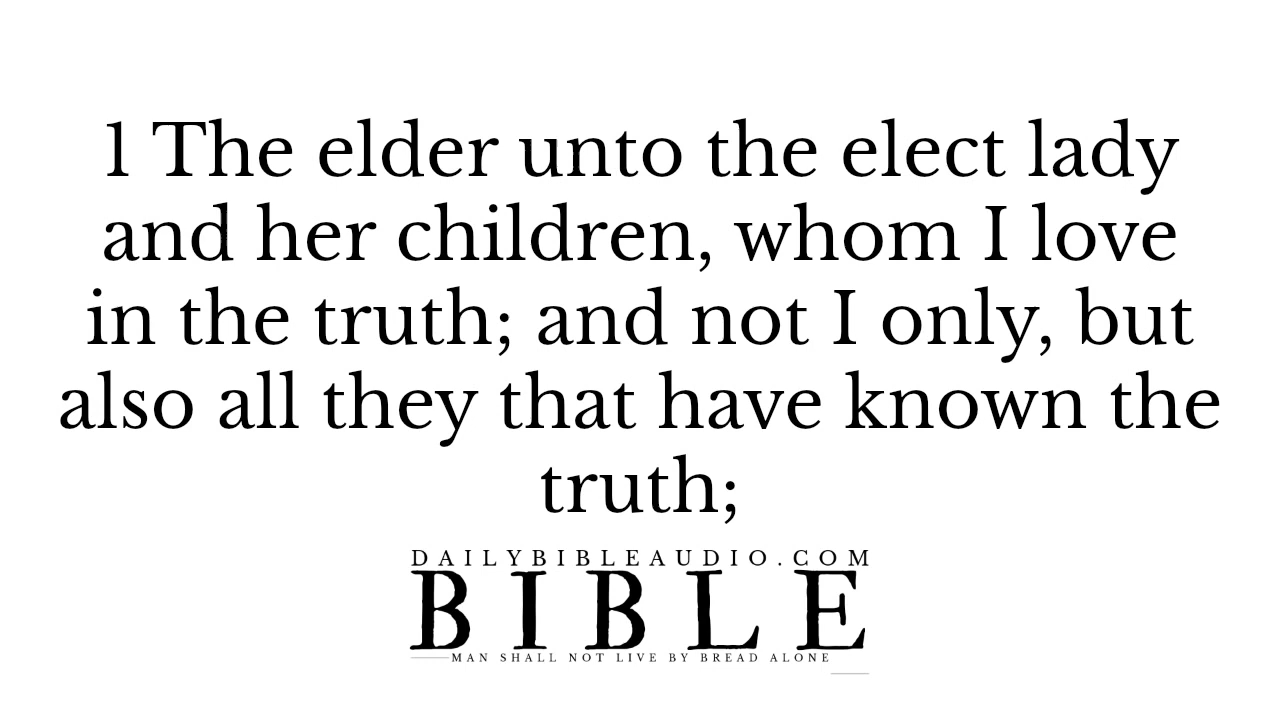 1 The elder unto the elect lady
and her children, whom I love
in the truth; and not I only, but
also all they that have known the
truth;
DAILYBIBLEAUDIO.COM
BIBLE
MAN SHALL NOT LIVE BY BREAD ALONE